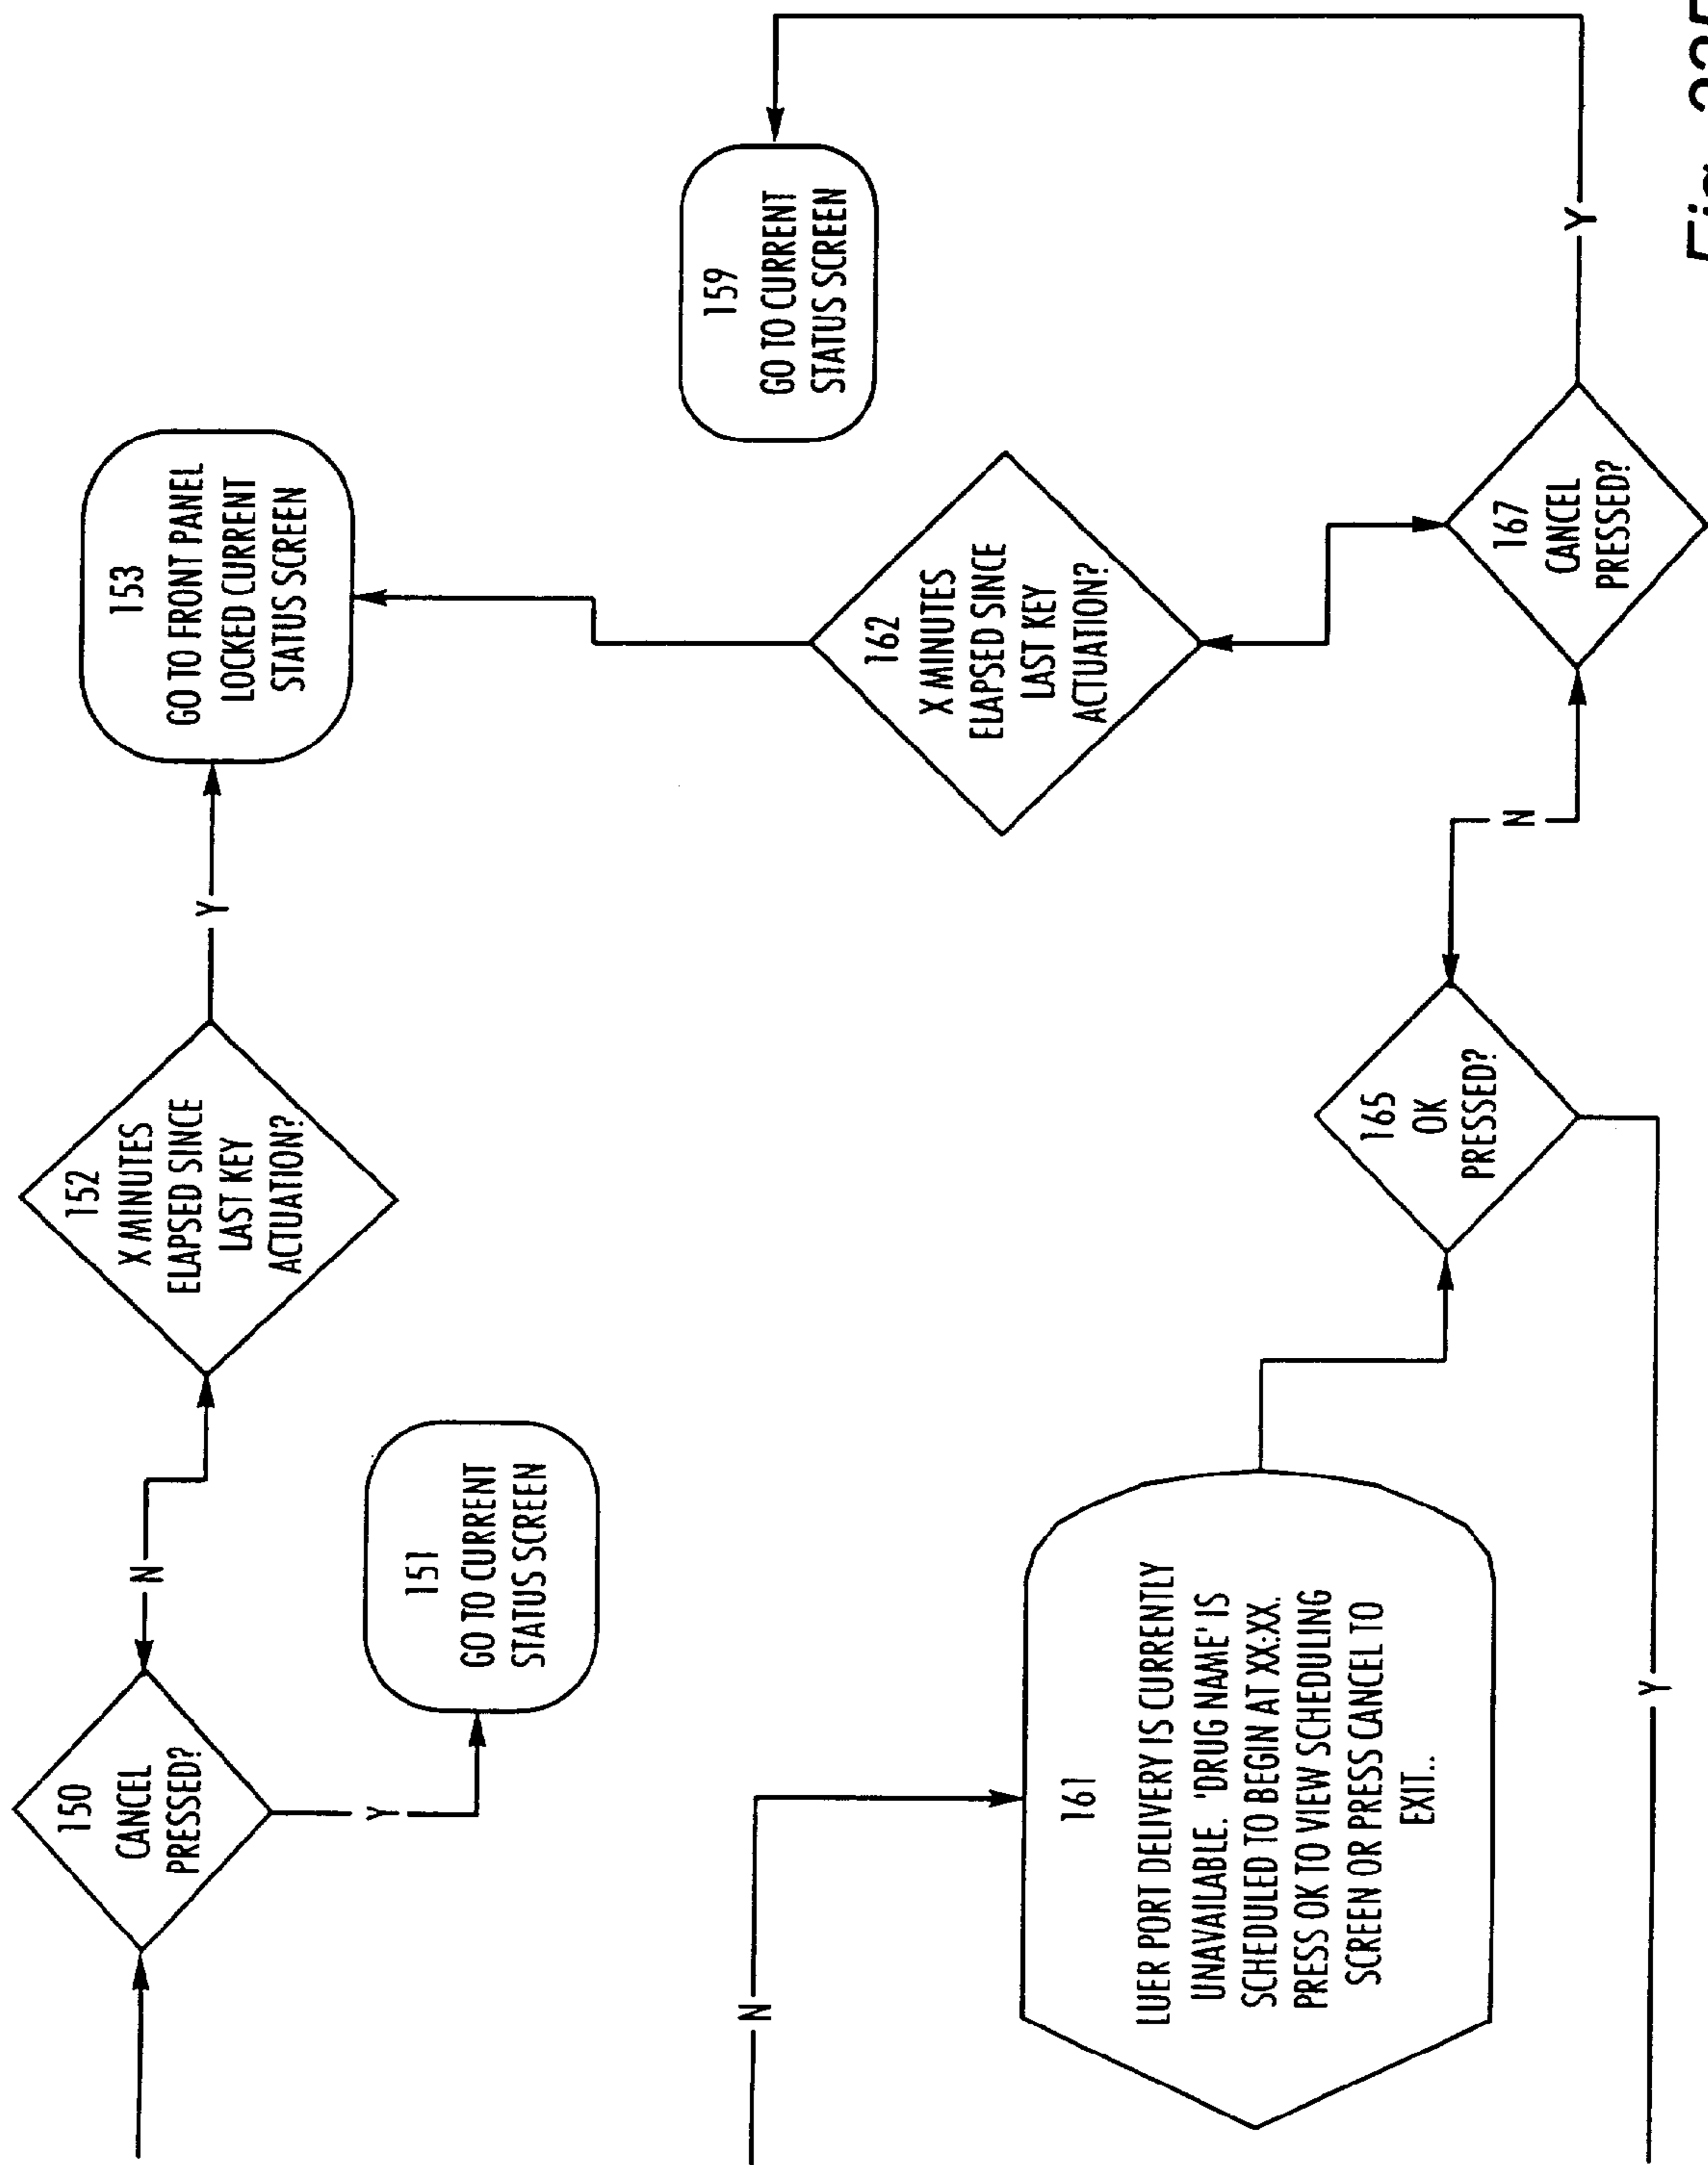 150
CANCEL
PRESSED?
N
152
X MINUTES
ELAPSED SINCE
LAST KEY
ACTUATION?
Y
153
GO TO FRONT PANEL
LOCKED CURRENT
STATUS SCREEN
Y
151
GO TO CURRENT
STATUS SCREEN
N
159
GO TO CURRENT
STATUS SCREEN
162
X MINUTES
ELAPSED SINCE
LAST KEY
ACTUATION?
161
LUER PORT DELIVERY IS CURRENTLY
UNAVAILABLE. 'DRUG NAME' IS
SCHEDULED TO BEGIN AT XX:XX.
PRESS OK TO VIEW SCHEDULING
SCREEN OR PRESS CANCEL TO
EXIT..
165
OK
PRESSED?
N
167
CANCEL
PRESSED?
Y
Y
Fig.